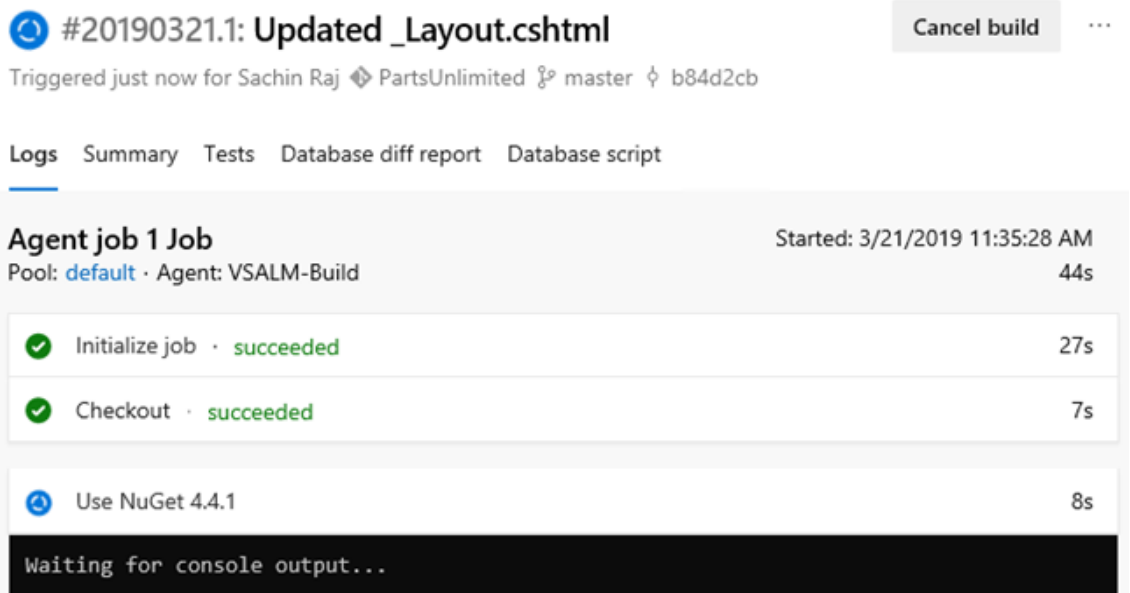 #20190321.1: Updated _Layout.cshtml Cancel build ...
Triggered just now for Sachin Raj PartsUnlimited master b84d2cb
Logs Summary Tests Database diff report Database script
Agent job 1 Job Started: 3/21/2019 11:35:28 AM
Pool: default · Agent: VSALM-Build 44s
Initialize job · succeeded 27s
Checkout · succeeded 7s
Use NuGet 4.4.1 8s
Waiting for console output...